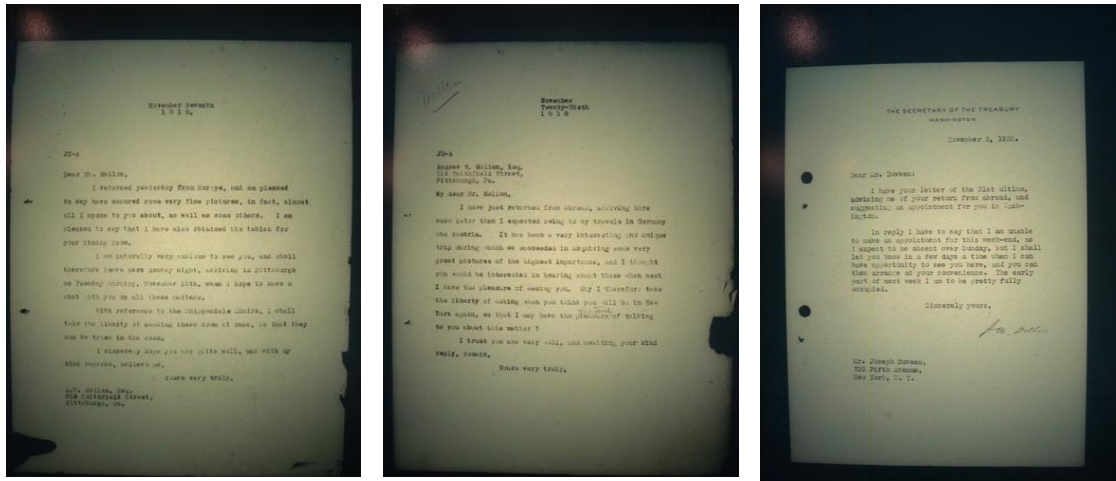 November Seventh
JD-A
Dear Mr. Mellon,
I returned yesterday from Europe, and am pleased
to say have secured some very fine pictures, in fact, almost
all I spoke to you about, as well as some others. I am
pleased to say that I have also obtained the tables for
your Dining Room.
I am naturally very anxious to see you, and shall
therefore leave here Sunday night, arriving in Pittsburgh
on Tuesday morning, November 12th, when I hope to have a
chat with you on all these matters.
With reference to the Chippendale Chairs, I shall
take the liberty of sending these down at once, so that they
can be tried in the room.
I sincerely hope you are quite well, and with my
kind regards, believe me,
Yours very truly,
A.W. Mellon, Esq.
514 Smithfield Street,
Pittsburgh, Pa.
Mellon
November
Twenty-Sixth
1919
JD-A
Andrew W. Mellon, Esq.
514 Smithfield Street,
Pittsburgh, Pa.
My dear Mr. Mellon,
I have just returned from abroad, arriving here
some later than I expected owing to my travels in Germany
and Austria. It has been a very interesting and unique
trip during which we succeeded in acquiring some very
great pictures of the highest importance, and I thought
you would be interested in hearing about these when next
I have the pleasure of seeing you. May I therefore take
the liberty of asking when you think you will be in New
York again, so that I may have the pleasure of talking
to you about this matter ?
I trust you are very well, and awaiting your kind
reply, remain,
Yours very truly,
THE SECRETARY OF THE TREASURY
WASHINGTON
November 2,
Dear Mr. Duveen:
I have your letter of the 31st ultimo,
advising me of your return from abroad, and
suggesting an appointment for you in Wash-
ington.
In reply I have to say that I am unable
to make an appointment for this week-end, as
I expect to be absent over Sunday, but I shall
let you know in a few days a time when I can
have opportunity to see you here, and you can
then arrange at your convenience. The early
part of next week I am to be pretty fully
occupied.
Sincerely yours,
A.W. Mellon
Mr. Joseph Duveen,
720 Fifth Avenue,
New York, N. Y.